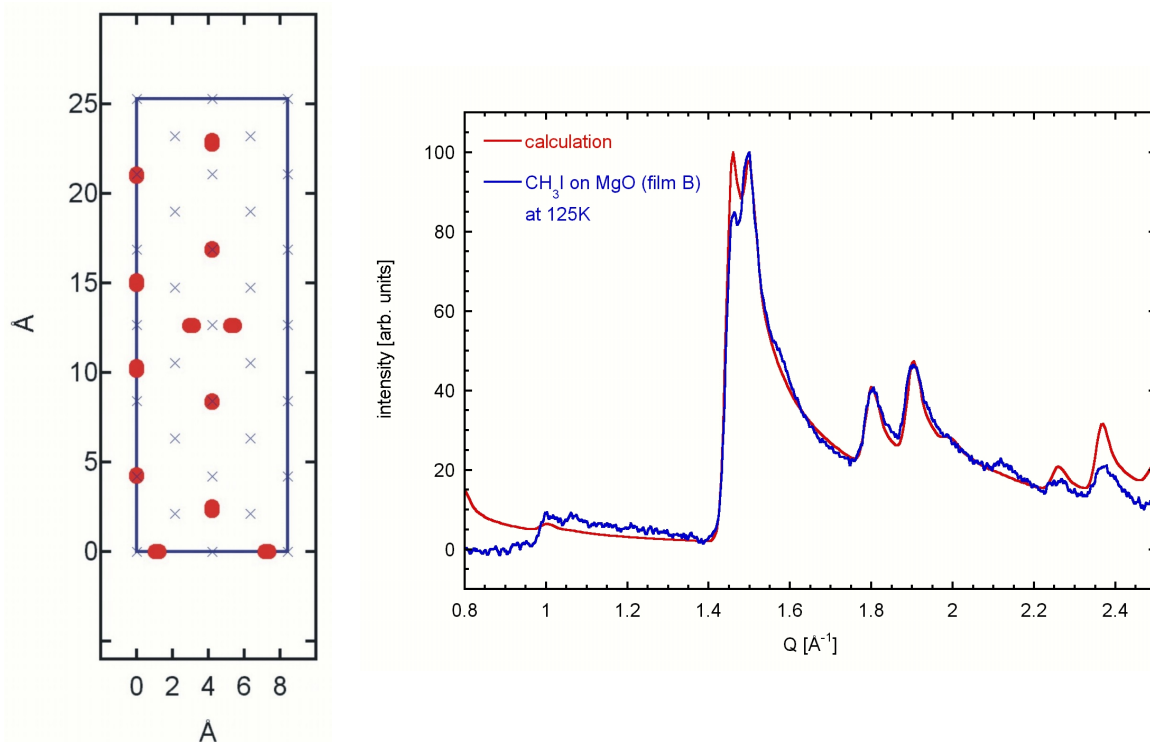 25
20
15
10
5
0
Å
0 2 4 6 8
Å
calculation
CH₃I on MgO (film B)
at 125K
100
80
60
40
20
0
intensity [arb. units]
0.8 1 1.2 1.4 1.6 1.8 2 2.2 2.4
Q [Å⁻¹]